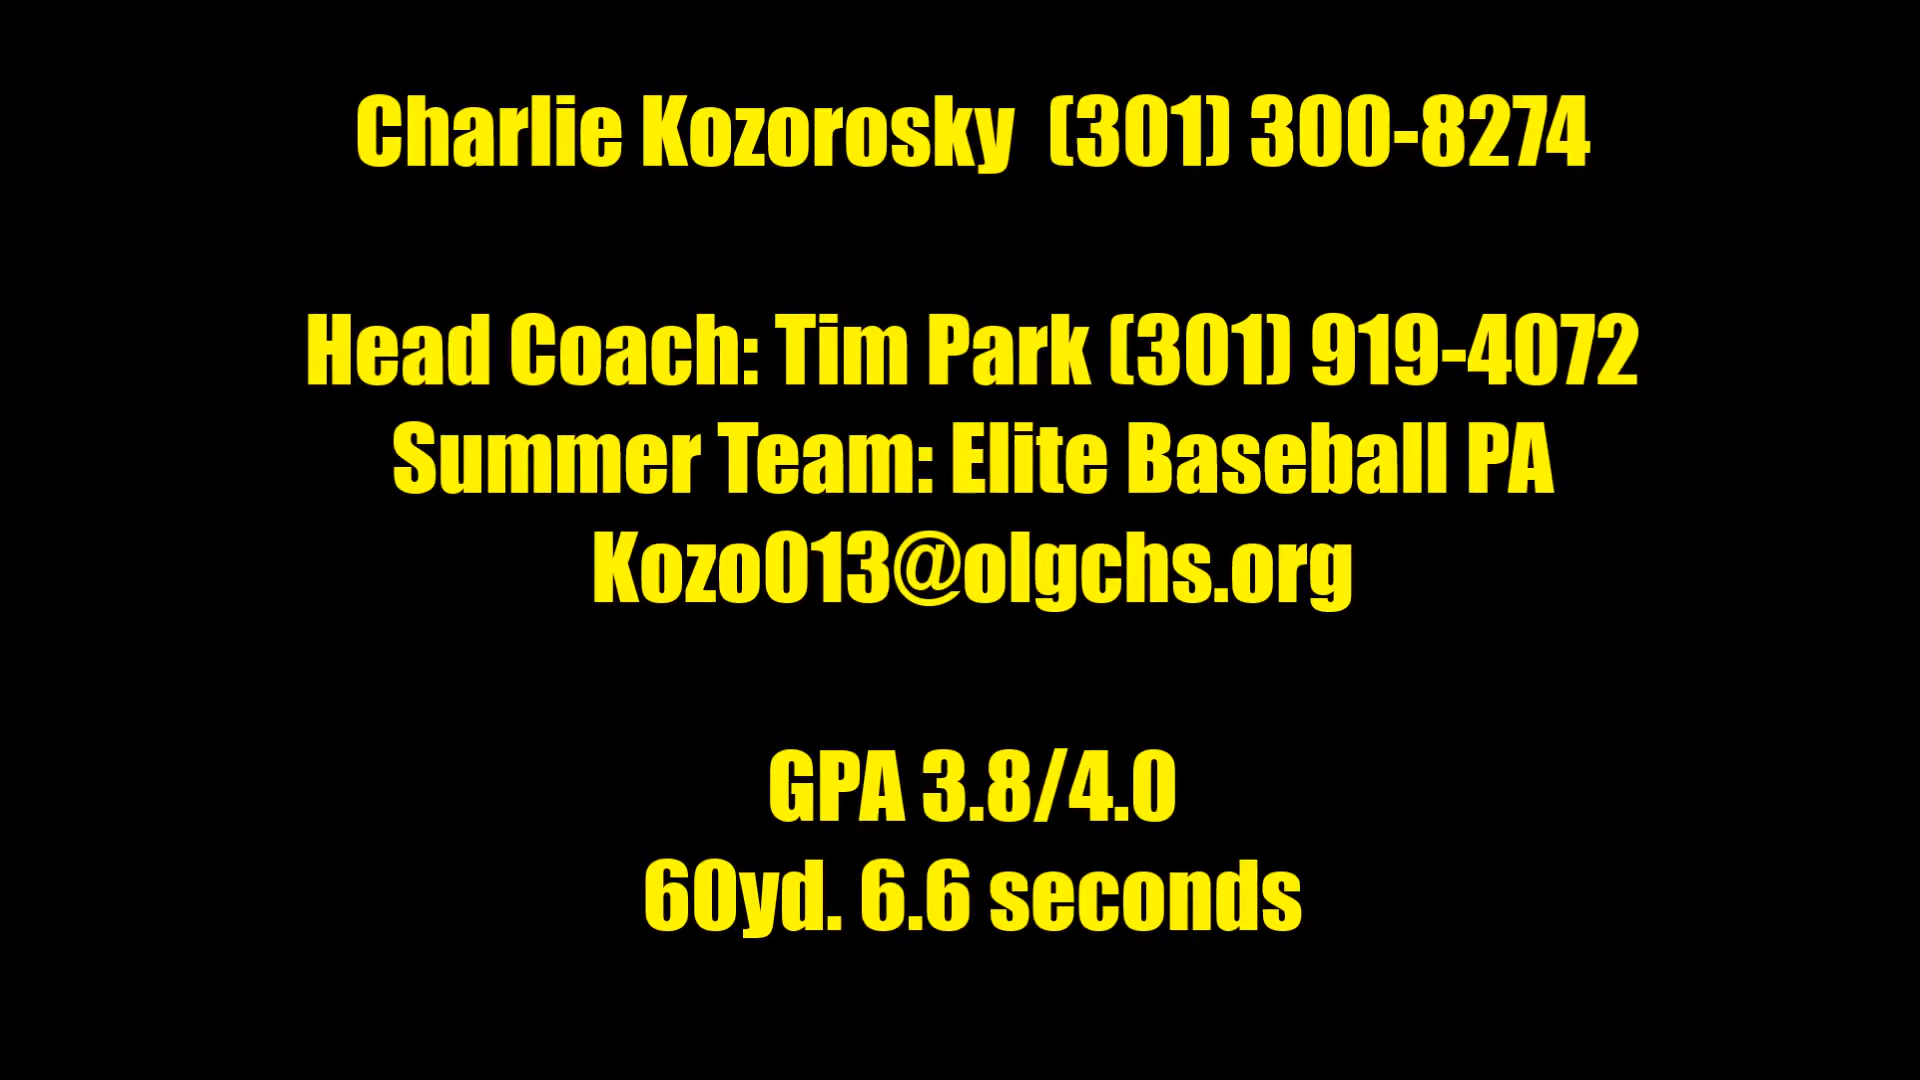 Charlie Kozorosky  (301) 300-8274
Head Coach: Tim Park (301) 919-4072
Summer Team: Elite Baseball PA
Kozo013@olgchs.org
GPA 3.8/4.0
60yd. 6.6 seconds